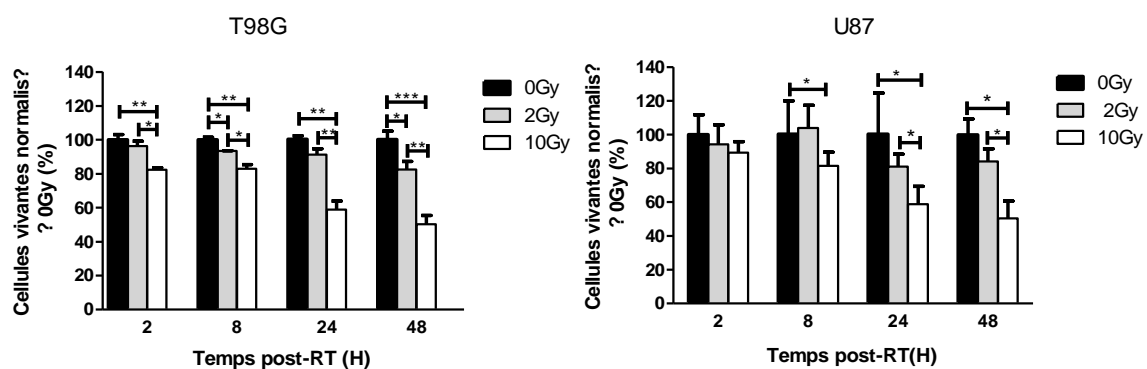 T98G
Cellules vivantes normalis?
? 0Gy (%)
140
120
100
80
60
40
20
0
** * ** * * ** ** *** * **
0Gy
2Gy
10Gy
2 8 24 48
Temps post-RT (H)
U87
Cellules vivantes normalis?
? 0Gy (%)
140
120
100
80
60
40
20
0
* * * * *
0Gy
2Gy
10Gy
2 8 24 48
Temps post-RT(H)